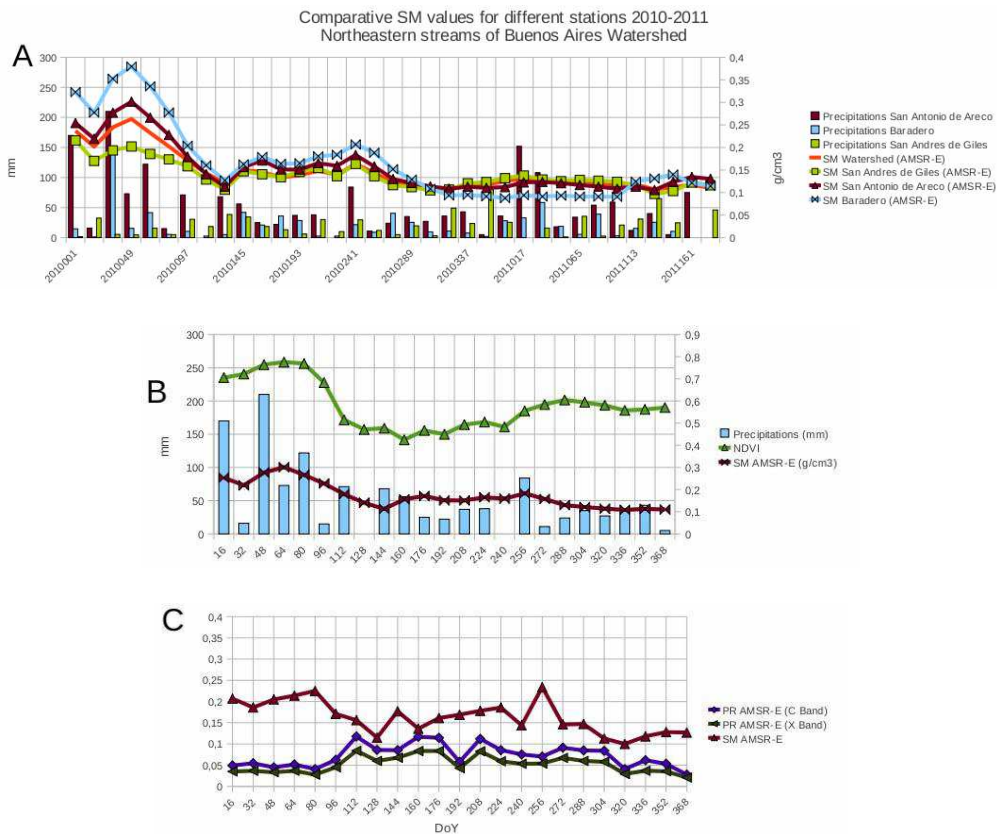 Comparative SM values for different stations 2010-2011
Northeastern streams of Buenos Aires Watershed
A
300
250
200
150
100
50
0
mm
0,4
0,35
0,3
0,25
0,2
0,15
0,1
0,05
0
g/cm3
2010001
2010049
2010097
2010145
2010193
2010241
2010289
2010337
2011017
2011065
2011113
2011161
Precipitations San Antonio de Areco
Precipitations Baradero
Precipitations San Andres de Giles
SM Watershed (AMSR-E)
SM San Andres de Giles (AMSR-E)
SM San Antonio de Areco (AMSR-E)
SM Baradero (AMSR-E)
B
300
250
200
150
100
50
0
mm
0,9
0,8
0,7
0,6
0,5
0,4
0,3
0,2
0,1
0
16 32 48 64 80 96 112 128 144 160 176 192 208 224 240 256 272 288 304 320 336 352 368
Precipitations (mm)
NDVI
SM AMSR-E (g/cm3)
C
0,4
0,35
0,3
0,25
0,2
0,15
0,1
0,05
0
16 32 48 64 80 96 112 128 144 160 176 192 208 224 240 256 272 288 304 320 336 352 368
DoY
PR AMSR-E (C Band)
PR AMSR-E (X Band)
SM AMSR-E